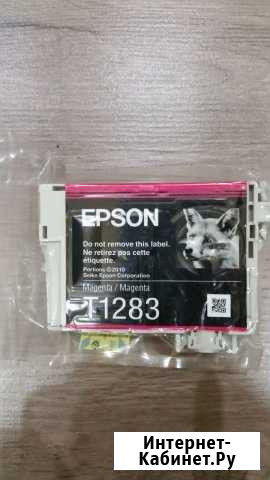 EPSON
Do not remove this label.
Ne retirez pas cette
étiquette.
Portions ©2010
Seiko Epson Corporation
Magenta / Magenta
T1283
Интернет-
Кабинет.Ру